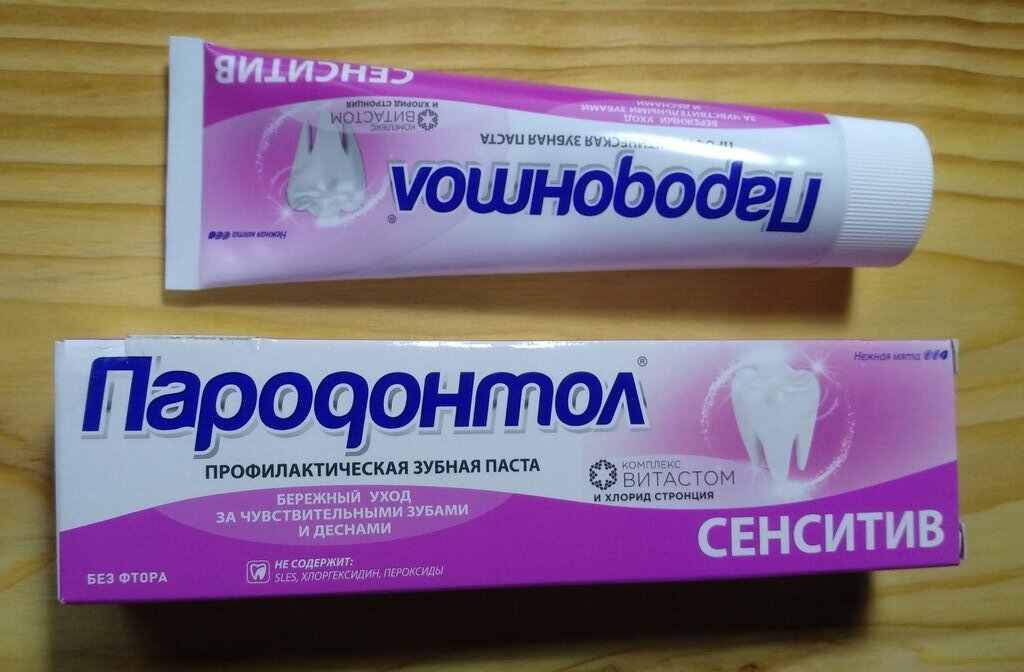 СЕНСИТИВ
КОМПЛЕКС
ВИТАСТОМ
И ХЛОРИД СТРОНЦИЯ
БЕРЕЖНЫЙ УХОД
ЗА ЧУВСТВИТЕЛЬНЫМИ ЗУБАМИ
И ДЕСНАМИ
ПРОФИЛАКТИЧЕСКАЯ ЗУБНАЯ ПАСТА
Пародонтол®
Нежная мята
Пародонтол®
Нежная мята
ПРОФИЛАКТИЧЕСКАЯ ЗУБНАЯ ПАСТА
КОМПЛЕКС
ВИТАСТОМ
И ХЛОРИД СТРОНЦИЯ
БЕРЕЖНЫЙ УХОД
ЗА ЧУВСТВИТЕЛЬНЫМИ ЗУБАМИ
И ДЕСНАМИ
СЕНСИТИВ
БЕЗ ФТОРА
НЕ СОДЕРЖИТ:
SLES, ХЛОРГЕКСИДИН, ПЕРОКСИДЫ